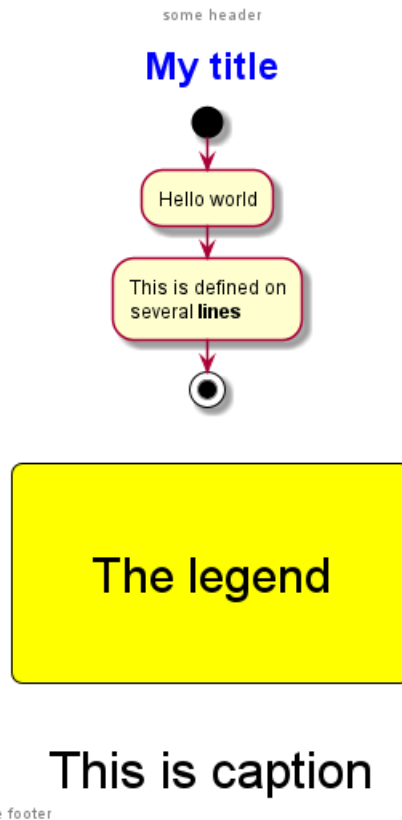 some header
My title
Hello world
This is defined on
several lines
The legend
This is caption
footer